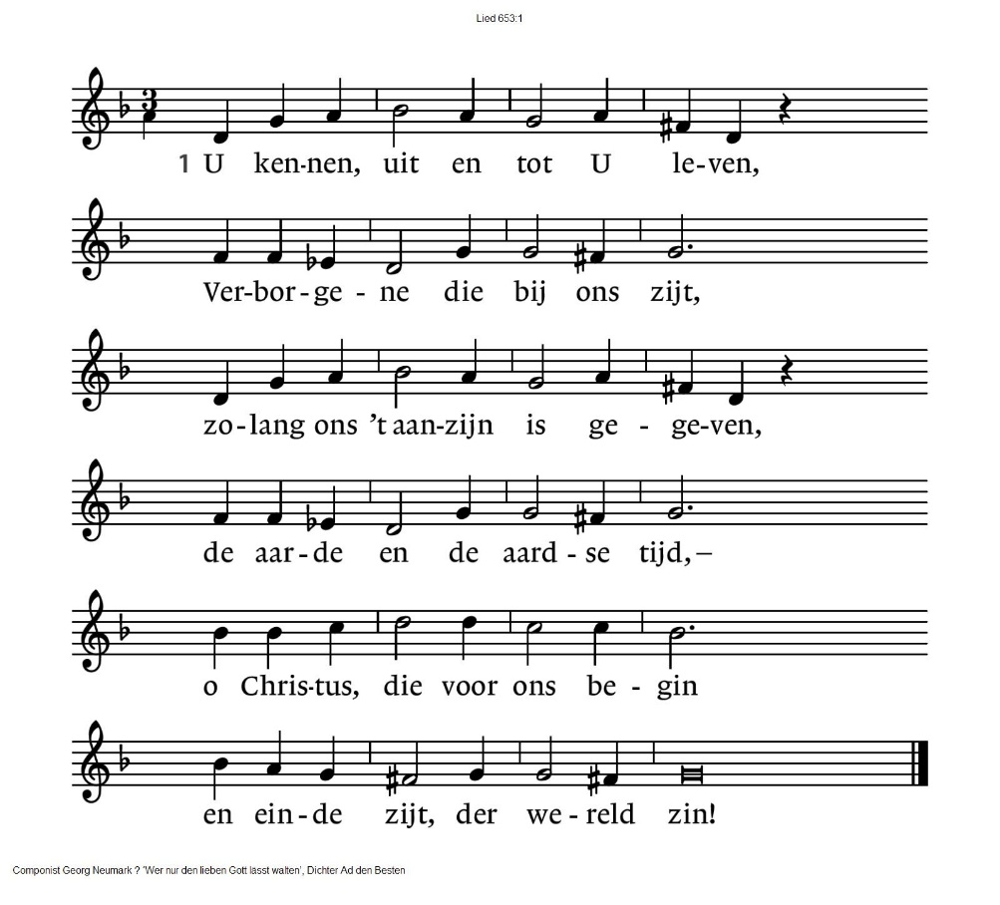 Lied 653:1
3
1 U ken-nen, uit en tot U le-ven,
Ver-bor-ge-ne die bij ons zijt,
zo-lang ons 't aan-zijn is ge-ge-ven,
de aar-de en de aard-se tijd,–
o Chris-tus, die voor ons be-gin
en ein-de zijt, der we-reld zin!
Componist Georg Neumark ? 'Wer nur den lieben Gott lässt walten', Dichter Ad den Besten